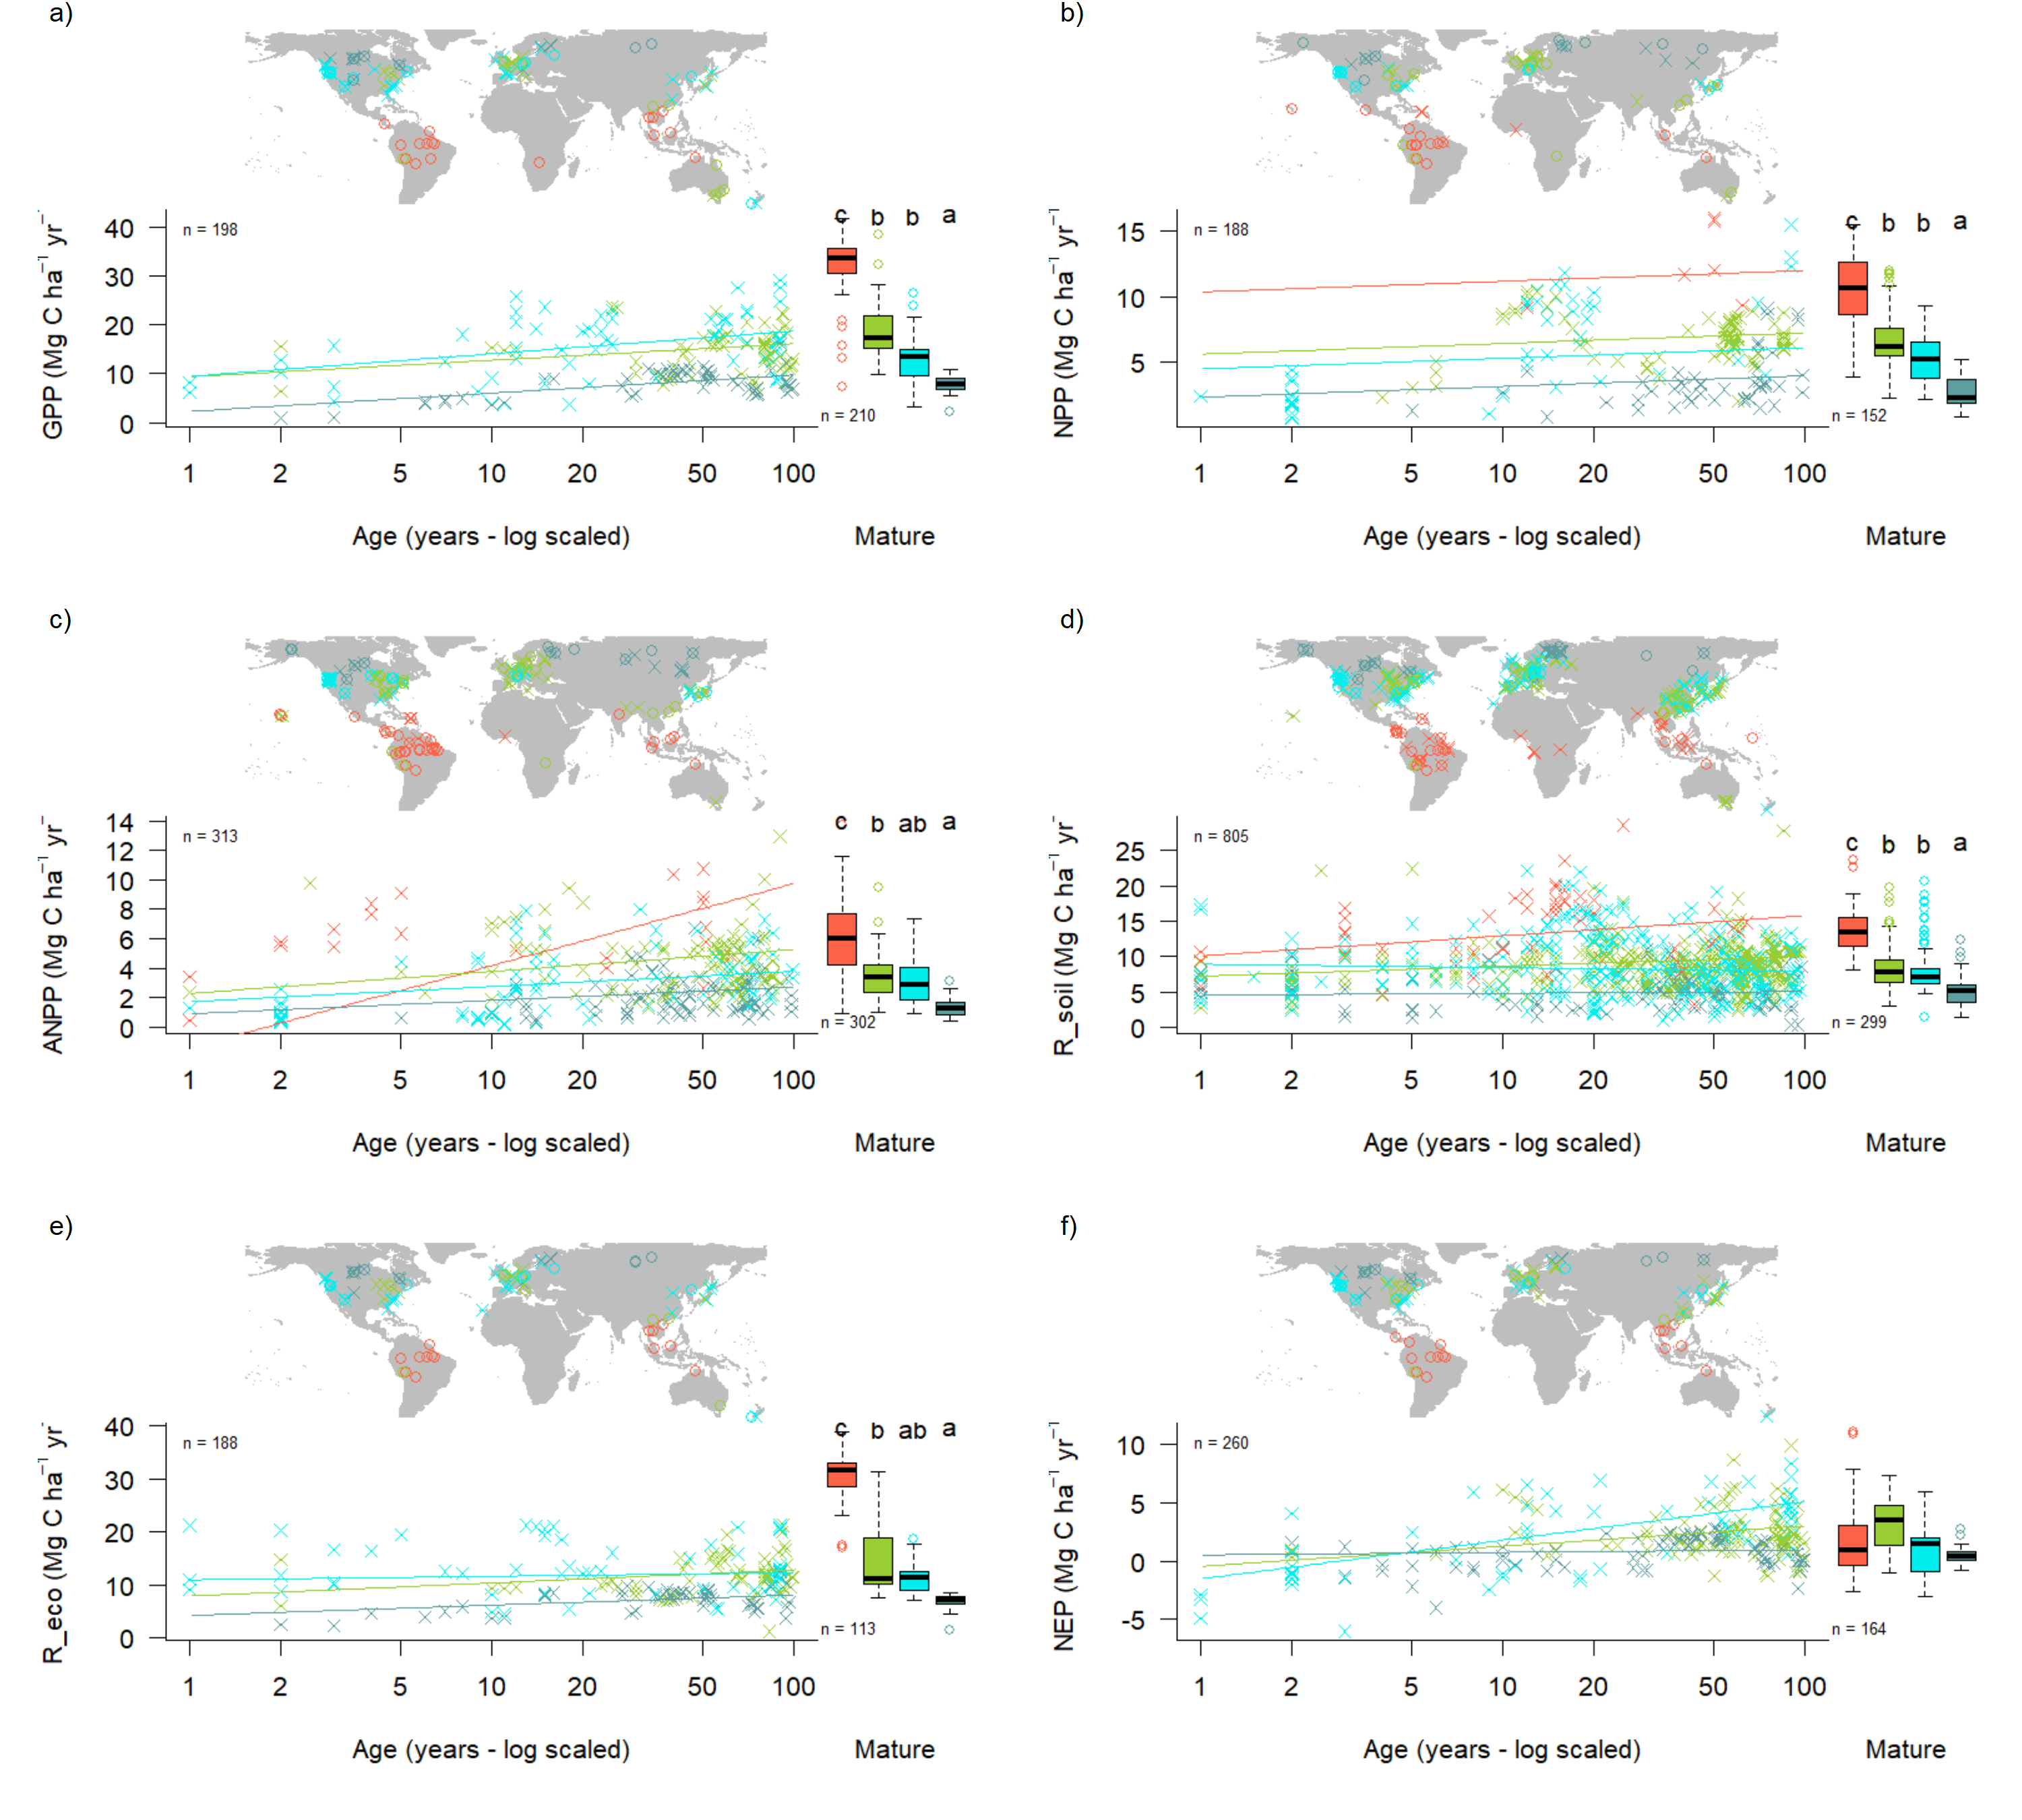 a)
GPP (Mg C ha⁻¹ yr⁻
40
30
20
10
0
n = 198
c b b a
n = 210
1 2 5 10 20 50 100
Age (years - log scaled) Mature
b)
NPP (Mg C ha⁻¹ yr⁻¹
15
10
5
n = 188
c b b a
n = 152
1 2 5 10 20 50 100
Age (years - log scaled) Mature
c)
ANPP (Mg C ha⁻¹ yr⁻
14
12
10
8
6
4
2
0
n = 313
c b ab a
n = 302
1 2 5 10 20 50 100
Age (years - log scaled) Mature
d)
R_soil (Mg C ha⁻¹ yr⁻
25
20
15
10
5
0
n = 805
c b b a
n = 299
1 2 5 10 20 50 100
Age (years - log scaled) Mature
e)
R_eco (Mg C ha⁻¹ yr⁻
40
30
20
10
0
n = 188
c b ab a
n = 113
1 2 5 10 20 50 100
Age (years - log scaled) Mature
f)
NEP (Mg C ha⁻¹ yr⁻¹
10
5
0
-5
n = 260
n = 164
1 2 5 10 20 50 100
Age (years - log scaled) Mature